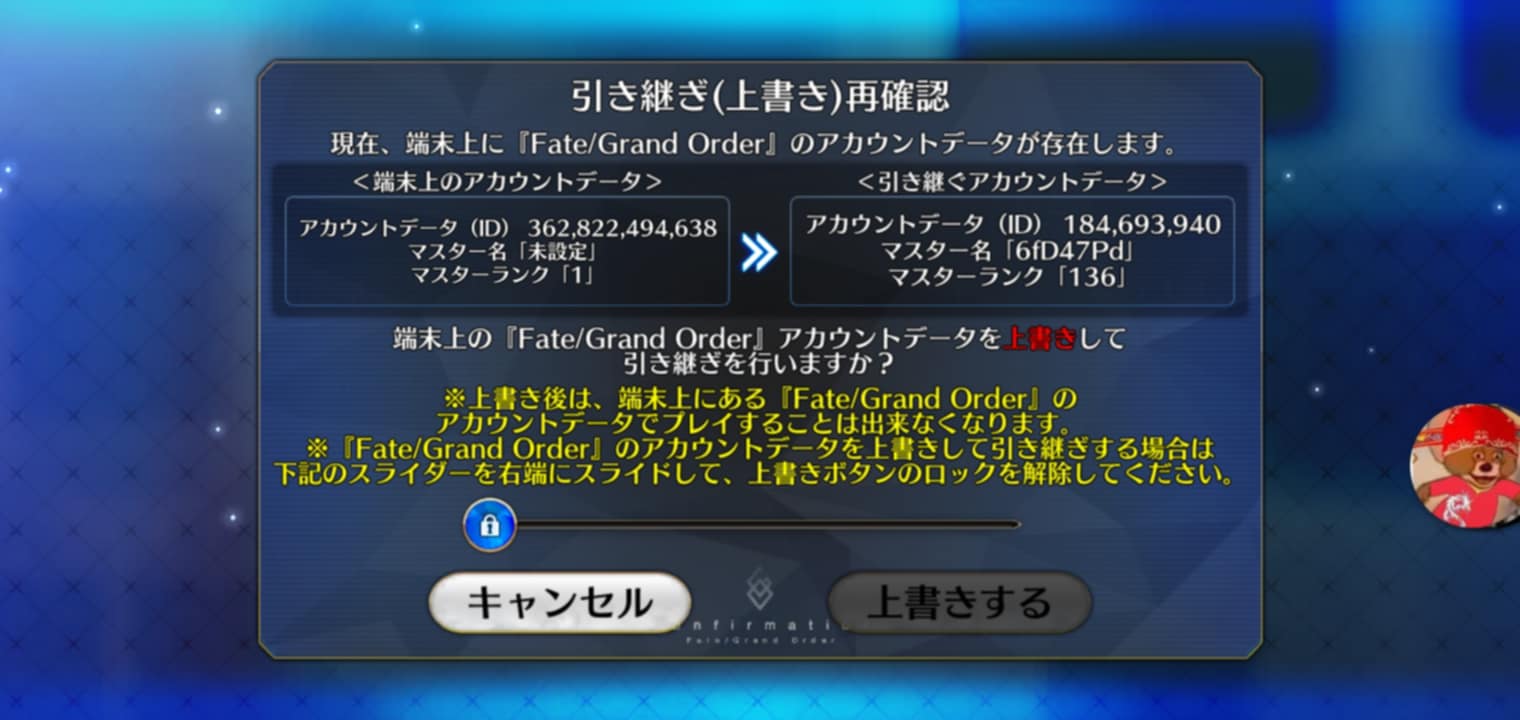 引き継ぎ(上書き)再確認
現在、端末上に『Fate/Grand Order』のアカウントデータが存在します。
＜端末上のアカウントデータ＞
アカウントデータ（ID） 362,822,494,638
マスター名「未設定」
マスターランク「1」
＜引き継ぐアカウントデータ＞
アカウントデータ（ID） 184,693,940
マスター名「6fD47Pd」
マスターランク「136」
端末上の『Fate/Grand Order』アカウントデータを上書きして
引き継ぎを行いますか？
※上書き後は、端末上にある『Fate/Grand Order』の
アカウントデータでプレイすることは出来なくなります。
※『Fate/Grand Order』のアカウントデータを上書きして引き継ぎする場合は
下記のスライダーを右端にスライドして、上書きボタンのロックを解除してください。
キャンセル
上書きする
nfirmati
Fate/Grand Order